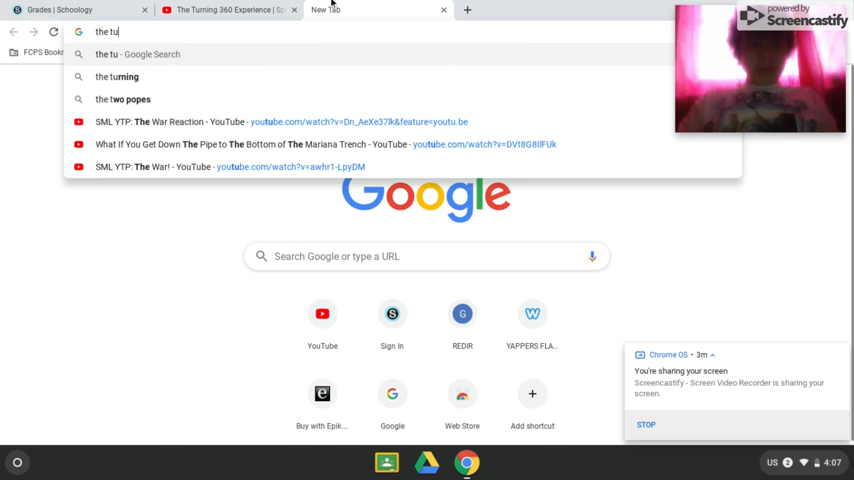 Grades | Schoology
The Turning 360 Experience | Sp
New Tab
powered by
Screencastify
the tu
FCPS Bookm
the tu - Google Search
the turning
the two popes
SML YTP: The War Reaction - YouTube - youtube.com/watch?v=Dn_AeXe37lk&feature=youtu.be
What If You Get Down The Pipe to The Bottom of The Mariana Trench - YouTube - youtube.com/watch?v=DVt8G8IlFUk
SML YTP: The War! - YouTube - youtube.com/watch?v=awhr1-LpyDM
Google
Search Google or type a URL
YouTube
Sign In
REDIR
YAPPERS FLA...
Buy with Epik...
Google
Web Store
Add shortcut
Chrome OS • 3m
You're sharing your screen
Screencastify - Screen Video Recorder is sharing your
screen.
STOP
US 2 4:07